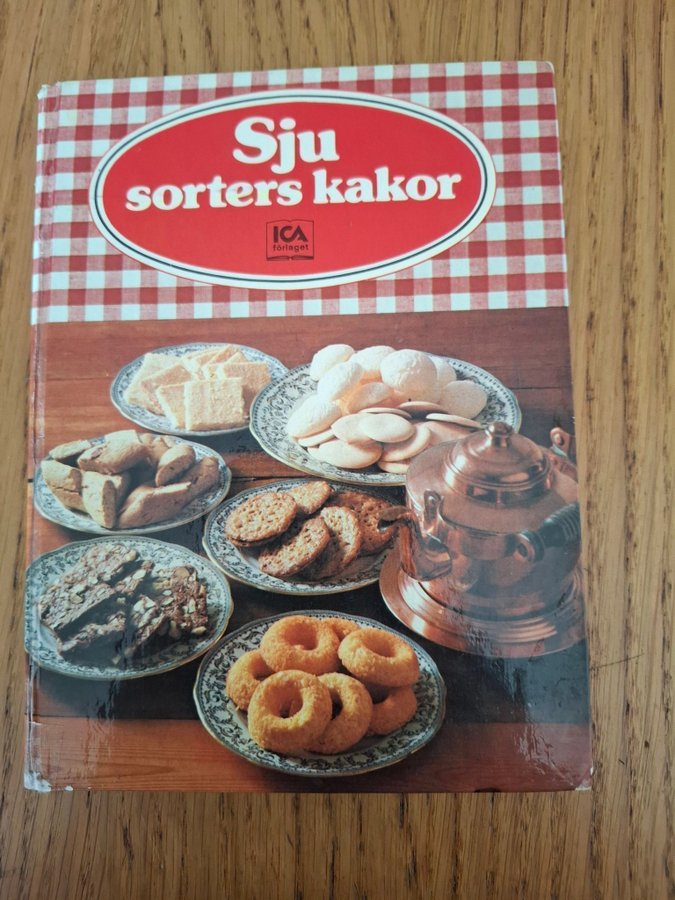 Sju
sorters kakor
ICA
förlaget